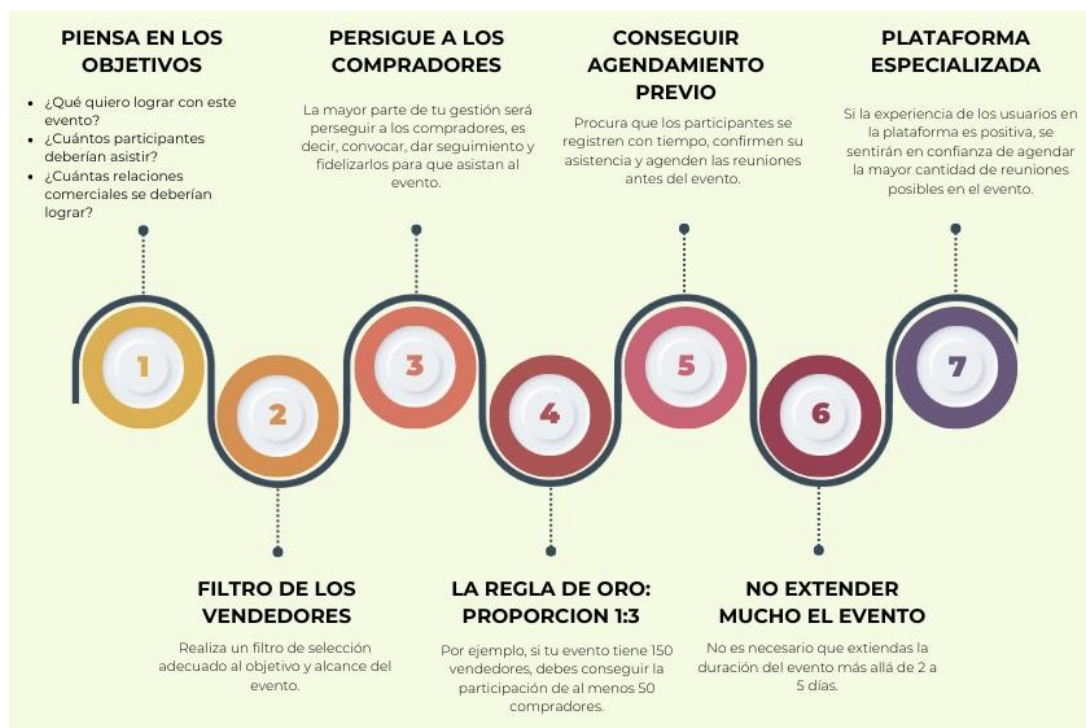 PIENSA EN LOS
OBJETIVOS
• ¿Qué quiero lograr con este
evento?
• ¿Cuántos participantes
deberían asistir?
• ¿Cuántas relaciones
comerciales se deberían
lograr?
PERSIGUE A LOS
COMPRADORES
La mayor parte de tu gestión será
perseguir a los compradores, es
decir, convocar, dar seguimiento y
fidelizarlos para que asistan al
evento.
CONSEGUIR
AGENDAMIENTO
PREVIO
Procura que los participantes se
registren con tiempo, confirmen su
asistencia y agenden las reuniones
antes del evento.
PLATAFORMA
ESPECIALIZADA
Si la experiencia de los usuarios en
la plataforma es positiva, se
sentirán en confianza de agendar
la mayor cantidad de reuniones
posibles en el evento.
1
2
3
4
5
6
7
FILTRO DE LOS
VENDEDORES
Realiza un filtro de selección
adecuado al objetivo y alcance del
evento.
LA REGLA DE ORO:
PROPORCION 1:3
Por ejemplo, si tu evento tiene 150
vendedores, debes conseguir la
participación de al menos 50
compradores.
NO EXTENDER
MUCHO EL EVENTO
No es necesario que extiendas la
duración del evento más allá de 2 a
5 días.